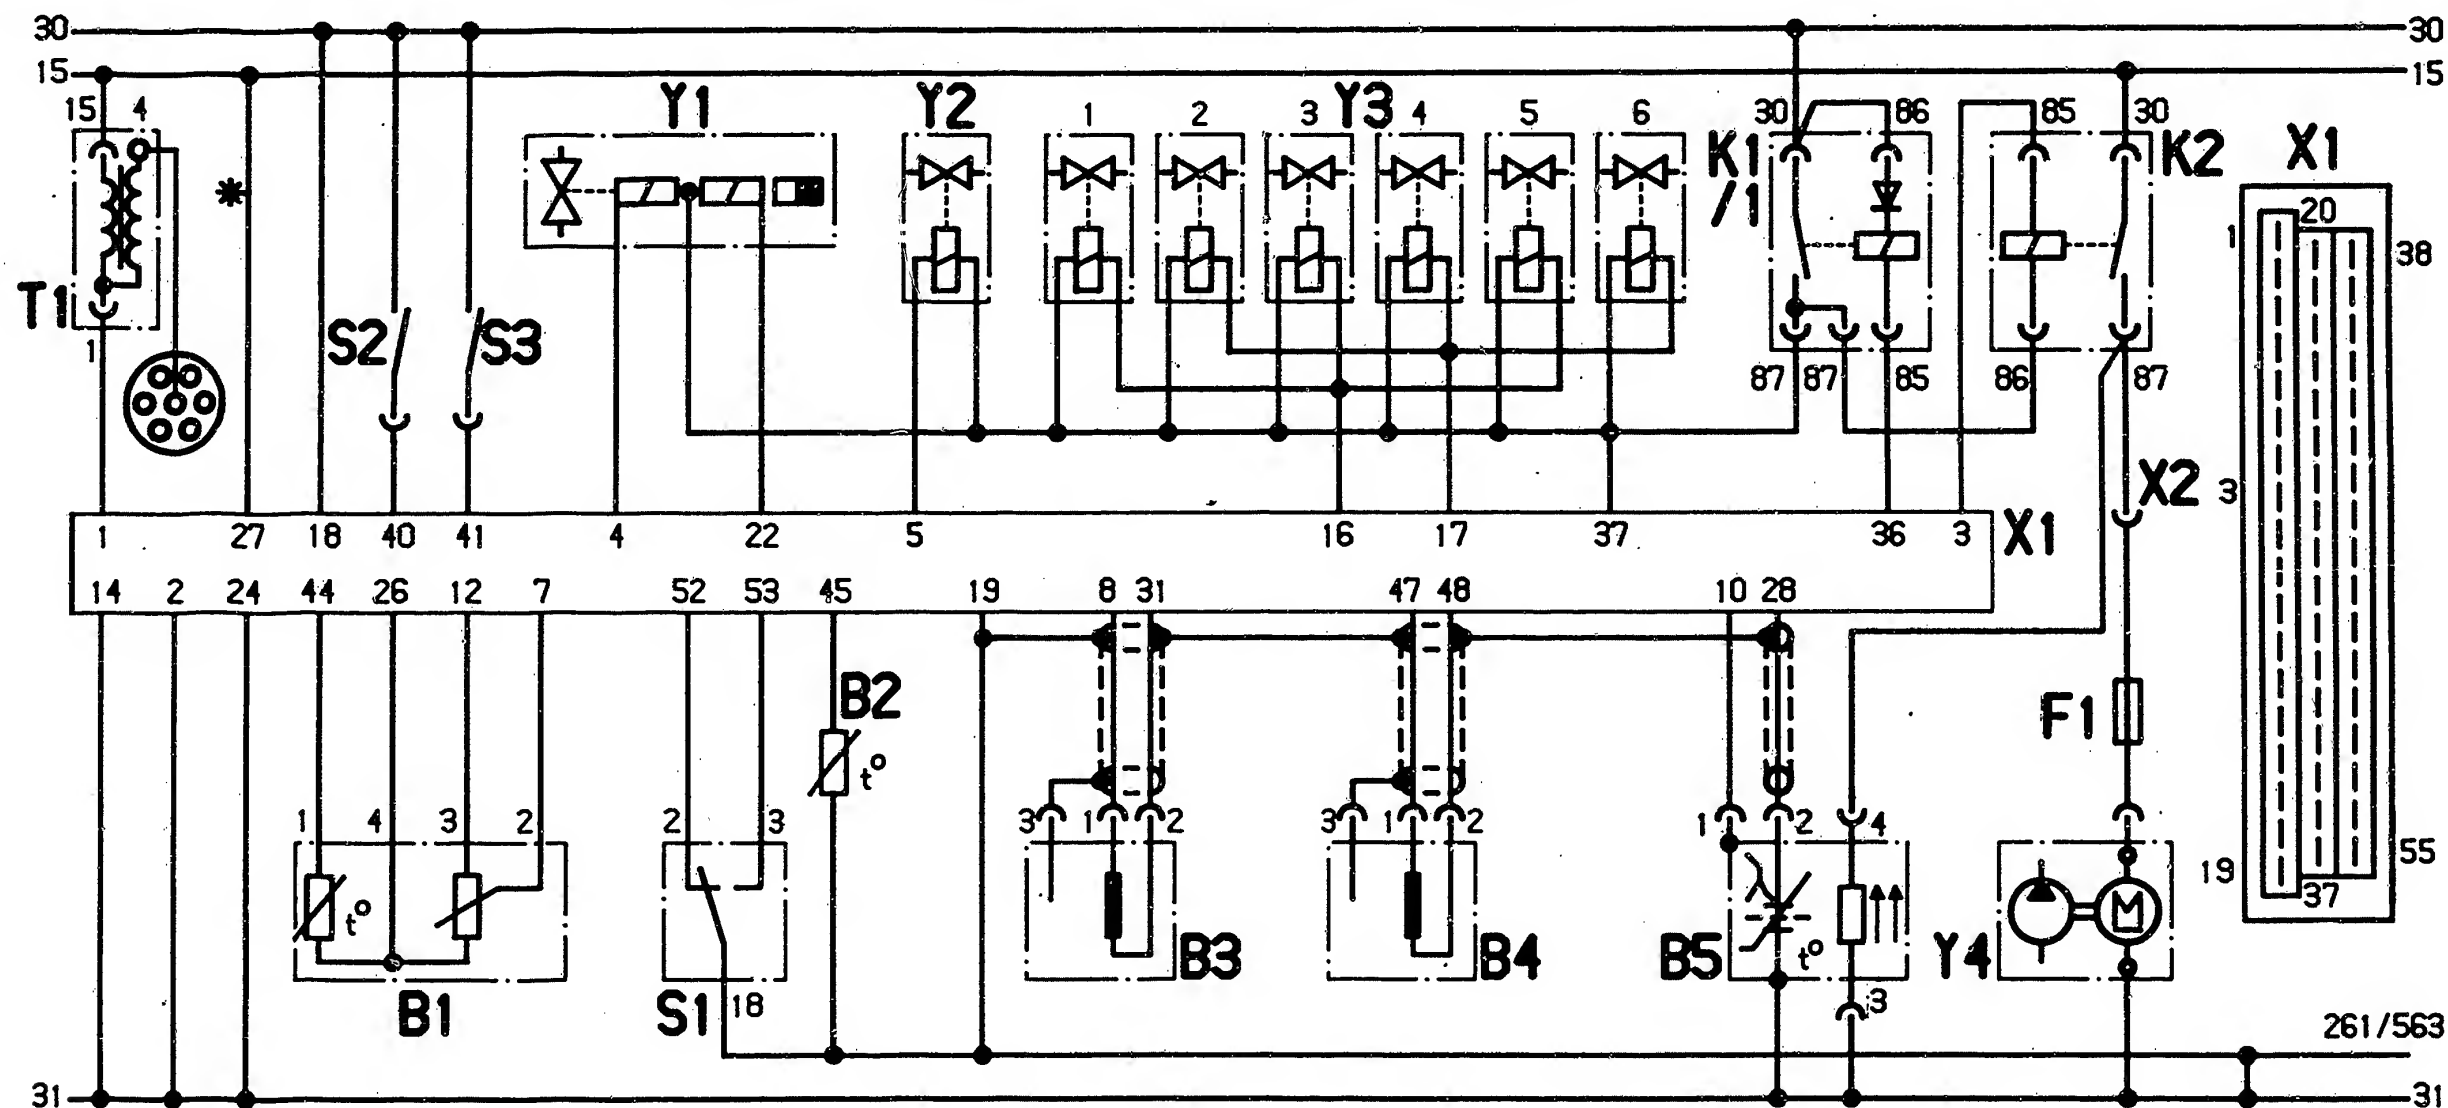 30 30
15 15
15 4 Y1 Y2 1 2 3 Y3 4 5 6 30 86 85 30
K1 /1 K2 X1
* 20
1 38
T1 S2 S3
1 87 87 85 86 87
X2 3
1 27 18 40 41 4 22 5 16 17 37 36 3 X1
14 2 24 44 26 12 7 52 53 45 19 8 31 47 48 10 28
B2 F1
t°
1 4 3 2 2 3 3 1 2 3 1 2 1 2 4
55
19 37
t° M
B3 B4 B5 t° Y4
B1 S1 18 3
261/563
31 31